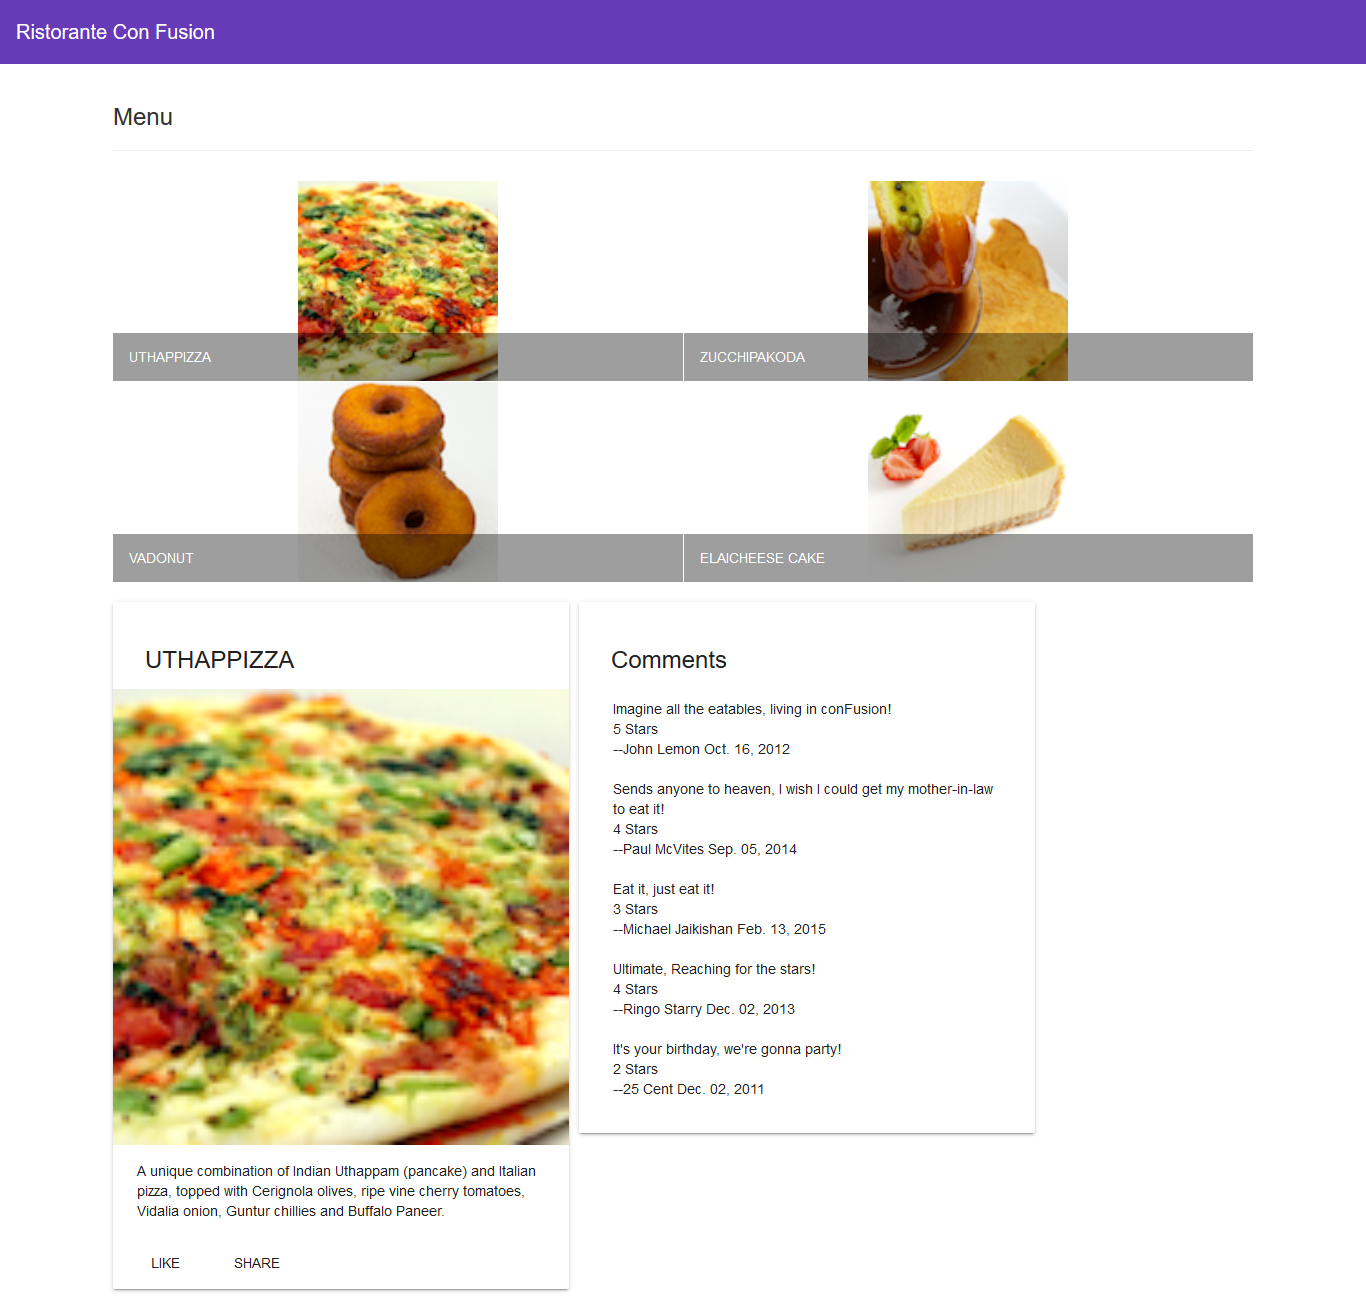 Ristorante Con Fusion
Menu
UTHAPPIZZA
ZUCCHIPAKODA
VADONUT
ELAICHEESE CAKE
UTHAPPIZZA
A unique combination of Indian Uthappam (pancake) and Italian
pizza, topped with Cerignola olives, ripe vine cherry tomatoes,
Vidalia onion, Guntur chillies and Buffalo Paneer.
LIKE SHARE
Comments
Imagine all the eatables, living in conFusion!
5 Stars
--John Lemon Oct. 16, 2012
Sends anyone to heaven, I wish I could get my mother-in-law
to eat it!
4 Stars
--Paul McVites Sep. 05, 2014
Eat it, just eat it!
3 Stars
--Michael Jaikishan Feb. 13, 2015
Ultimate, Reaching for the stars!
4 Stars
--Ringo Starry Dec. 02, 2013
It's your birthday, we're gonna party!
2 Stars
--25 Cent Dec. 02, 2011